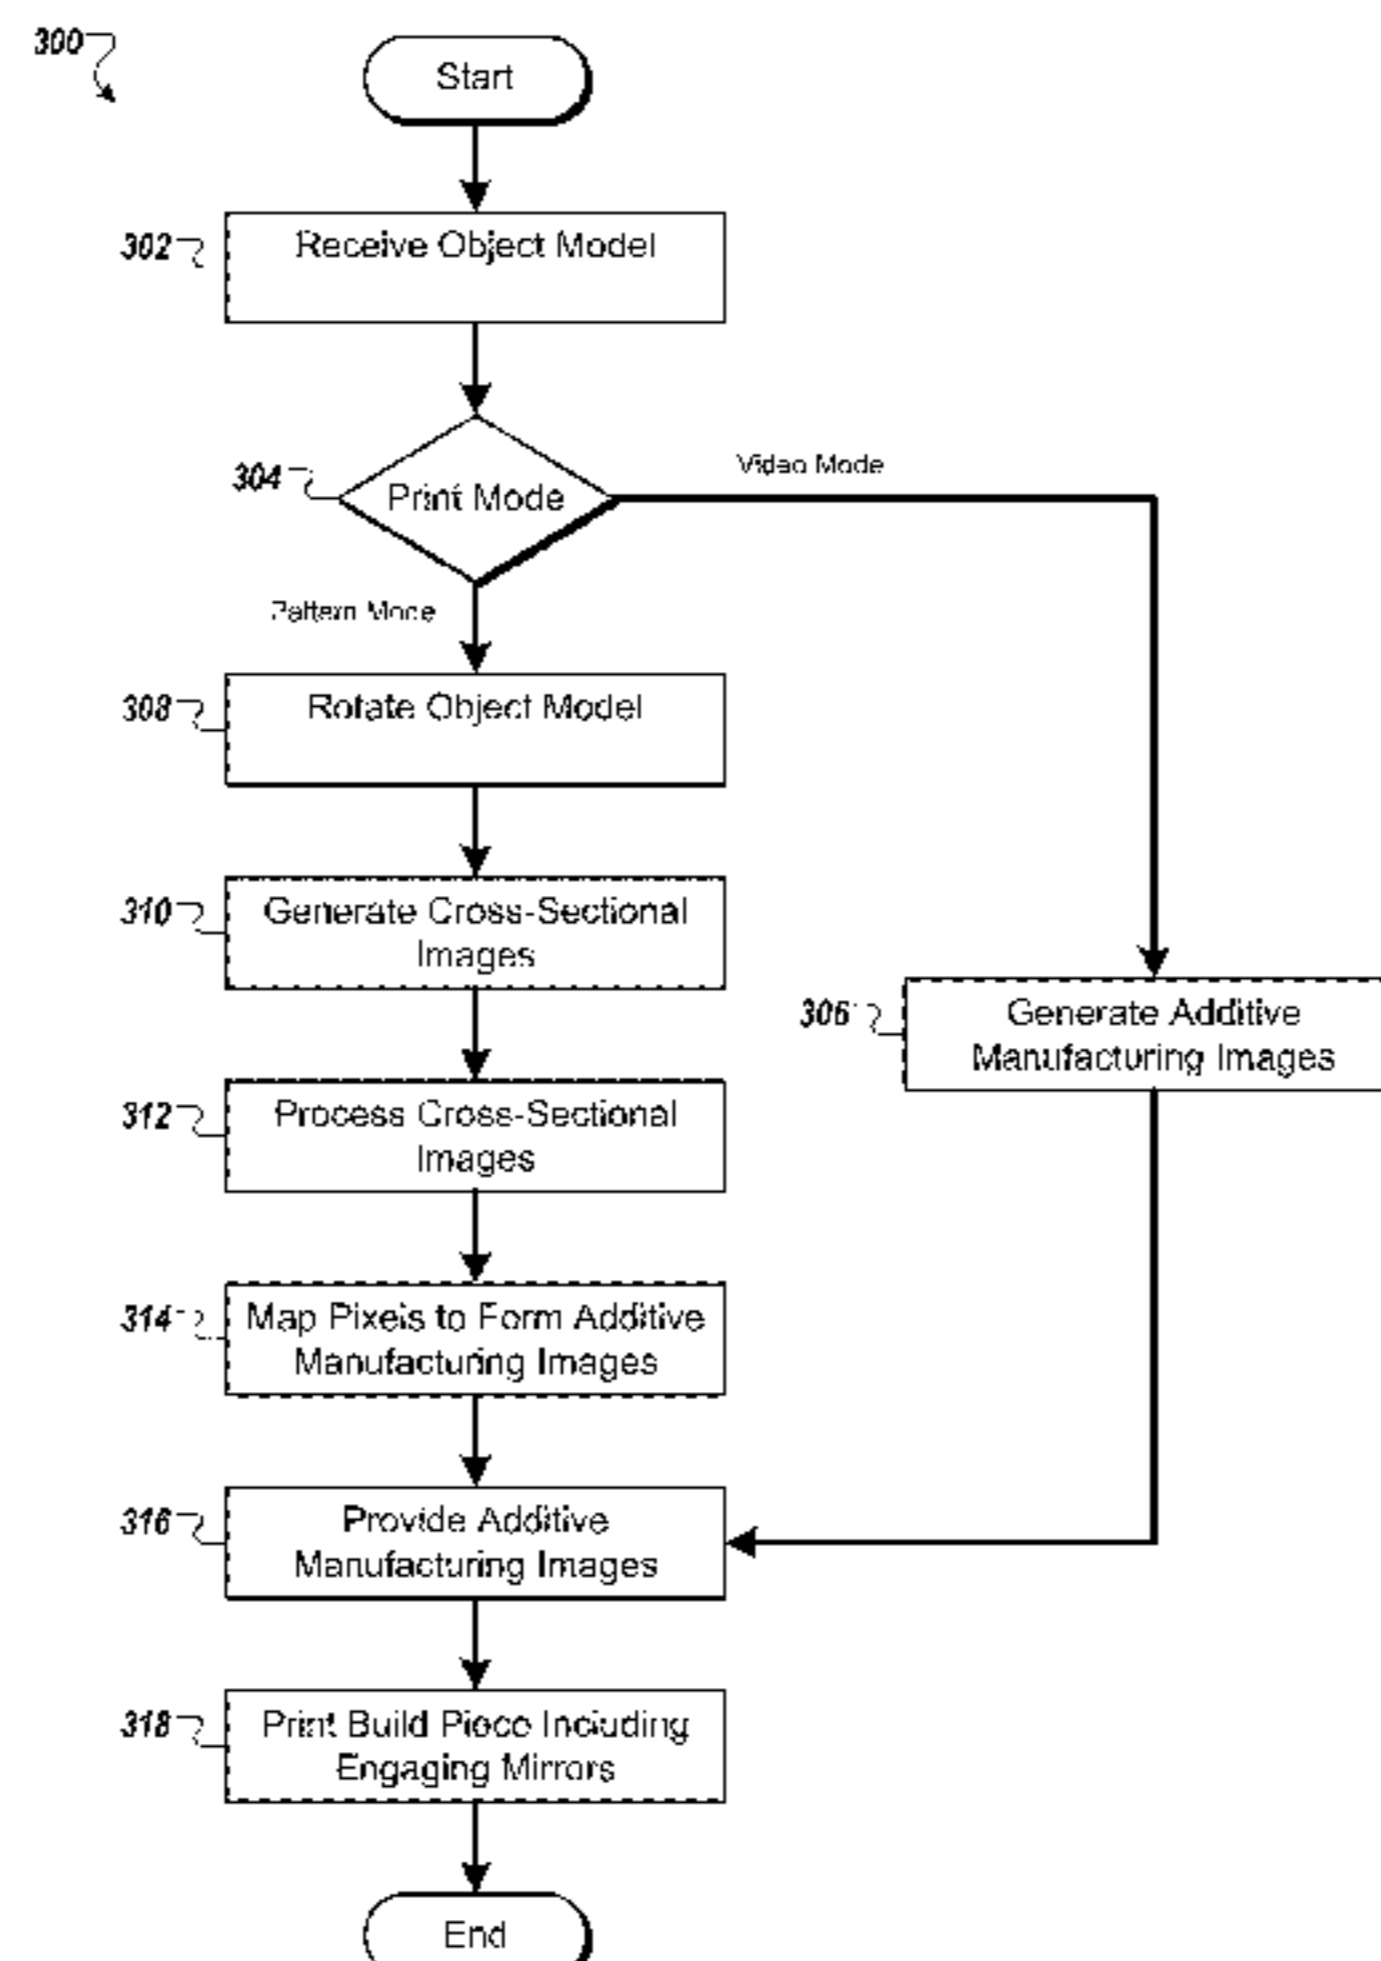 300
Start
302
Receive Object Model
304
Print Mode
Video Mode
Pattern Mode
308
Rotate Object Model
310
Generate Cross-Sectional
Images
306
Generate Additive
Manufacturing Images
312
Process Cross-Sectional
Images
314
Map Pixels to Form Additive
Manufacturing Images
316
Provide Additive
Manufacturing Images
318
Print Build Piece Including
Engaging Mirrors
End